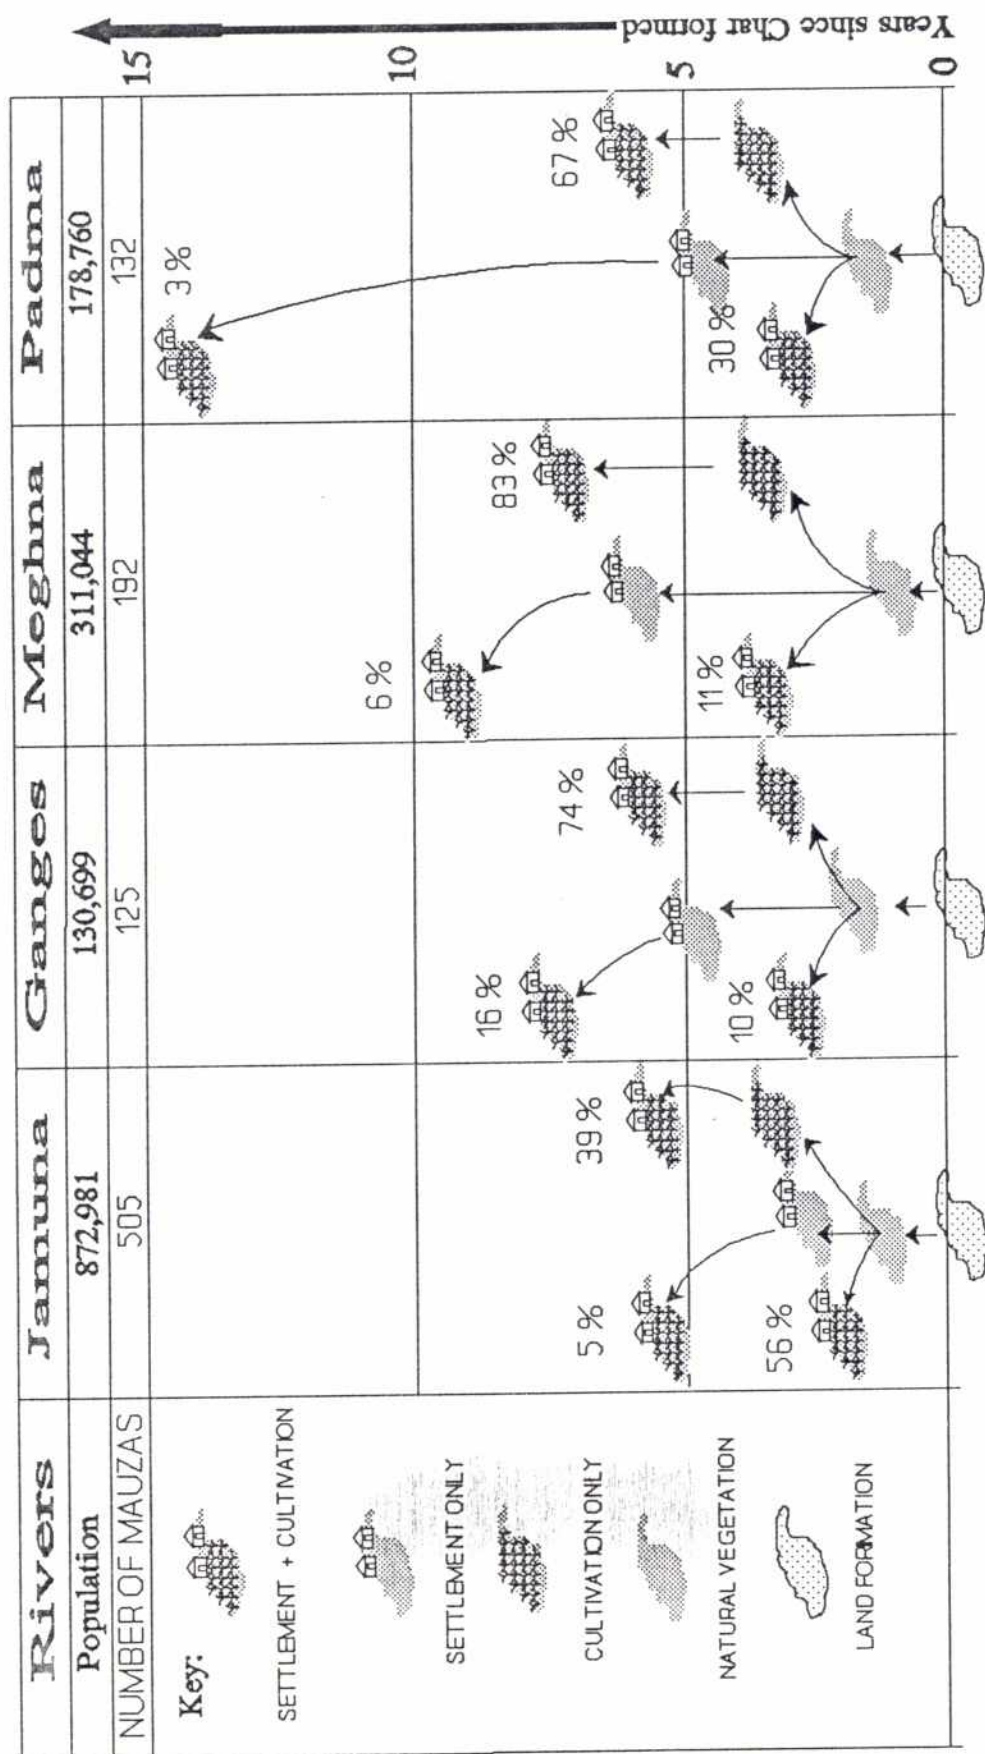 Rivers Jamuna Ganges Meghna Padma
Population 872,981 130,699 311,044 178,760
NUMBER OF MAUZAS 505 125 192 132
Key:
SETTLEMENT + CULTIVATION
SETTLEMENT ONLY
CULTIVATION ONLY
NATURAL VEGETATION
LAND FORMATION
5 % 39 % 56 %
16 % 74 % 10 %
6 % 83 % 11 %
3 % 67 % 30 %
15
10
5
0
Years since Char formed